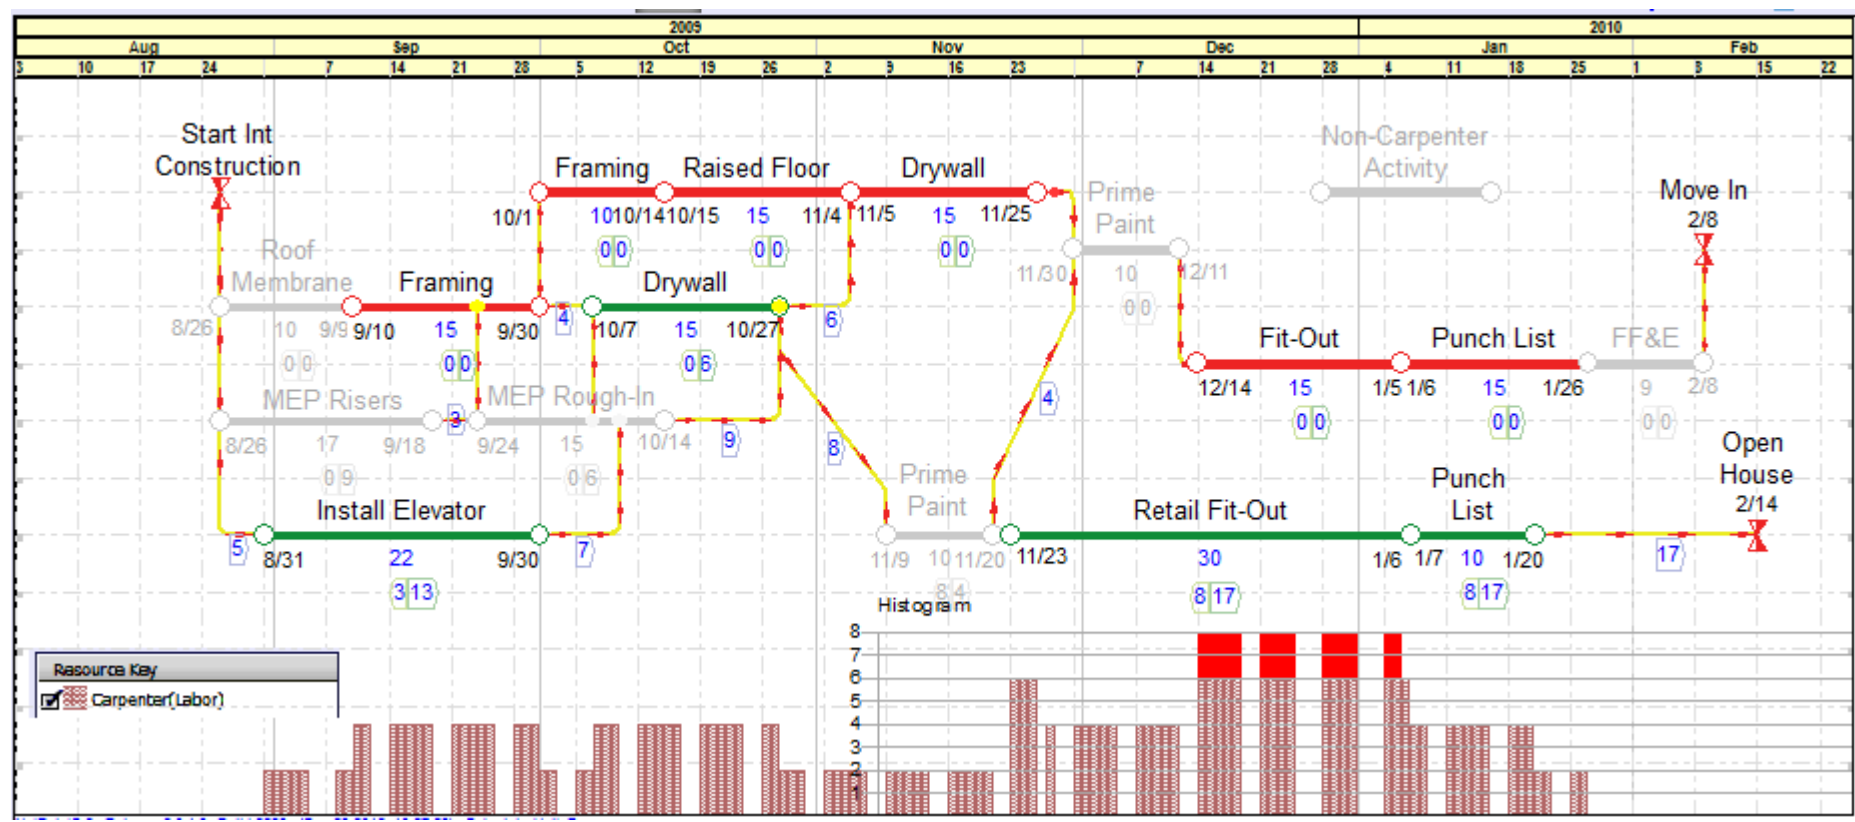 2009 2010
Aug Sep Oct Nov Dec Jan Feb
3 10 17 24 7 14 21 28 5 12 19 26 2 9 16 23 7 14 21 28 4 11 18 25 1 8 15 22
Start Int
Construction
Framing Raised Floor Drywall
10/1 10 10/14 10/15 15 11/4 11/5 15 11/25
0 0 0 0 0 0
Prime
Paint
11/30 10 12/11
0 0
Non-Carpenter
Activity
Move In
2/8
Roof
Membrane
8/26 10 9/9
0 0
Framing
9/10 15 9/30
0 0
4
Drywall
10/7 15 10/27
0 6
6
Fit-Out Punch List FF&E
12/14 15 1/5 1/6 15 1/26 9 2/8
0 0 0 0 0 0
MEP Risers
8/26 17 9/18
0 9
3
MEP Rough-In
9/24 15 10/14
0 6
9
8
4
Install Elevator
5
8/31 22 9/30
3 13
7
Prime
Paint
11/9 10 11/20
8 4
Retail Fit-Out
11/23 30 1/6
8 17
Punch
List
1/7 10 1/20
8 17
17
Open
House
2/14
Histogram
8
7
6
5
4
3
2
1
Resource Key
Carpenter(Labor)